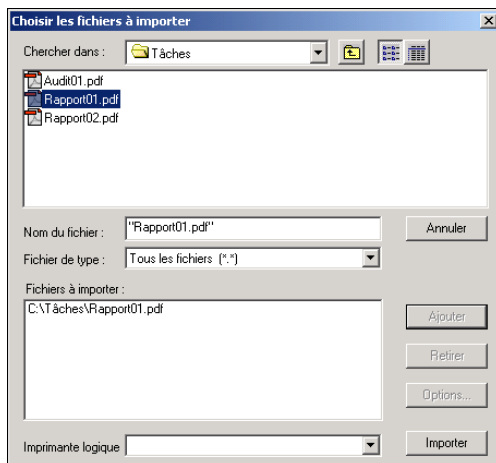 Choisir les fichiers à importer
Chercher dans : Tâches
Audit01.pdf
Rapport01.pdf
Rapport02.pdf
Nom du fichier : "Rapport01.pdf" Annuler
Fichier de type : Tous les fichiers (*.*)
Fichiers à importer :
C:\Tâches\Rapport01.pdf
Ajouter
Retirer
Options...
Imprimante logique Importer